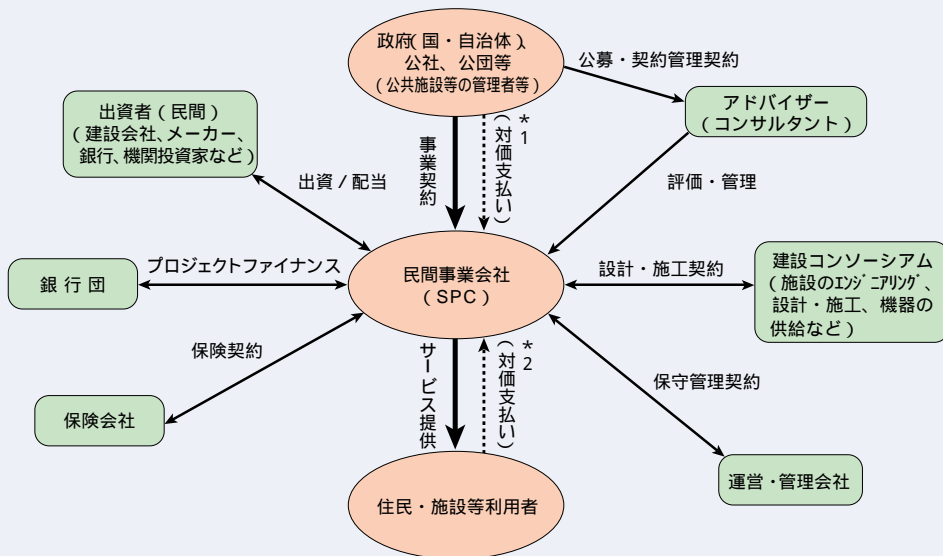 政府(国・自治体)、
公社、公団等
(公共施設等の管理者等)
公募・契約管理契約
アドバイザー
(コンサルタント)
出資者(民間)
(建設会社、メーカー、
銀行、機関投資家など)
出資/配当
事業契約
(対価支払い)
*1
評価・管理
プロジェクトファイナンス
銀行団
民間事業会社
(SPC)
設計・施工契約
建設コンソーシアム
(施設のｴﾝｼﾞﾆｱﾘﾝｸﾞ、
設計・施工、機器の
供給など)
保険契約
保険会社
サービス提供
(対価支払い)
*2
保守管理契約
運営・管理会社
住民・施設等利用者